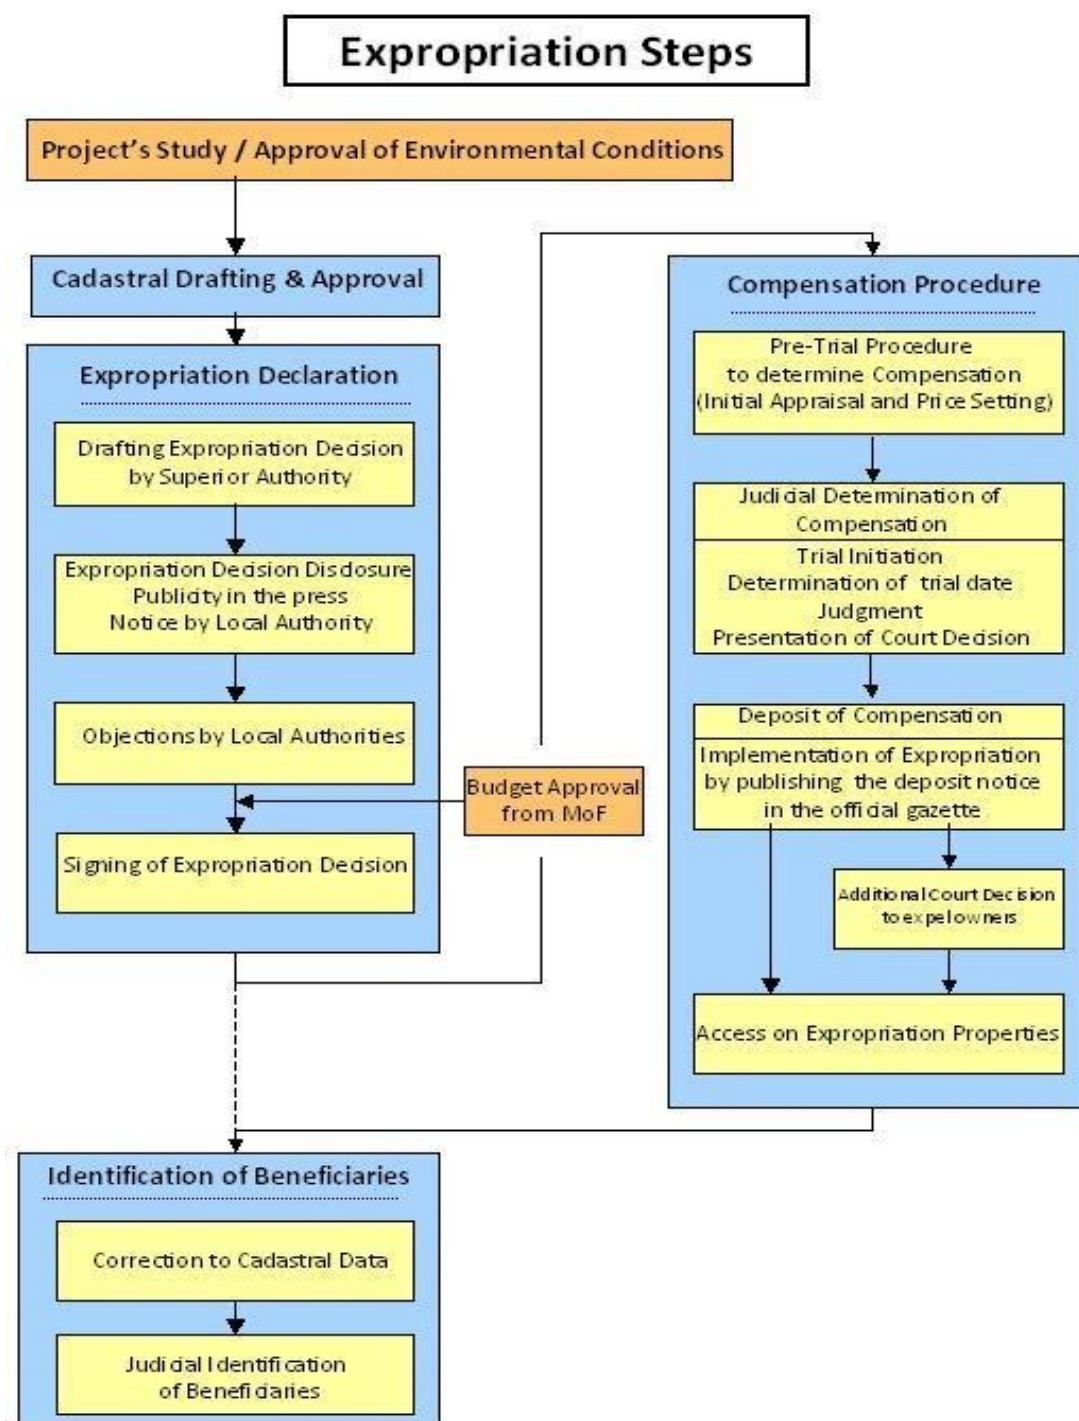 Expropriation Steps
Project's Study / Approval of Environmental Conditions
Cadastral Drafting & Approval
Expropriation Declaration
Drafting Expropriation Decision
by Superior Authority
Expropriation Decision Disclosure
Publicity in the press
Notice by Local Authority
Objections by Local Authorities
Budget Approval
from MoF
Signing of Expropriation Decision
Compensation Procedure
Pre-Trial Procedure
to determine Compensation
(Initial Appraisal and Price Setting)
Judicial Determination of
Compensation
Trial Initiation
Determination of trial date
Judgment
Presentation of Court Decision
Deposit of Compensation
Implementation of Expropriation
by publishing the deposit notice
in the official gazette
Additional Court Decision
to expel owners
Access on Expropriation Properties
Identification of Beneficiaries
Correction to Cadastral Data
Judicial Identification
of Beneficiaries